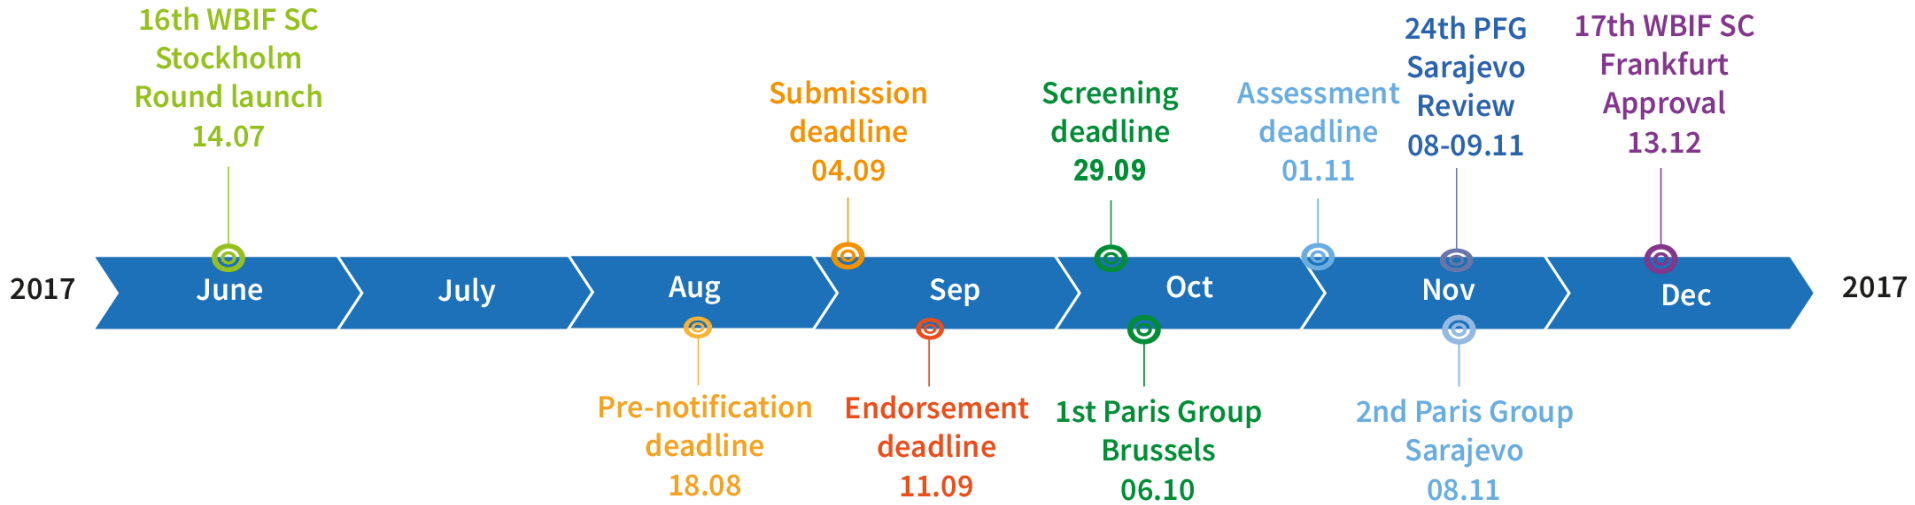 16th WBIF SC
Stockholm
Round launch
14.07
Submission
deadline
04.09
Screening
deadline
29.09
Assessment
deadline
01.11
24th PFG
Sarajevo
Review
08-09.11
17th WBIF SC
Frankfurt
Approval
13.12
2017
June
July
Aug
Sep
Oct
Nov
Dec
2017
Pre-notification
deadline
18.08
Endorsement
deadline
11.09
1st Paris Group
Brussels
06.10
2nd Paris Group
Sarajevo
08.11